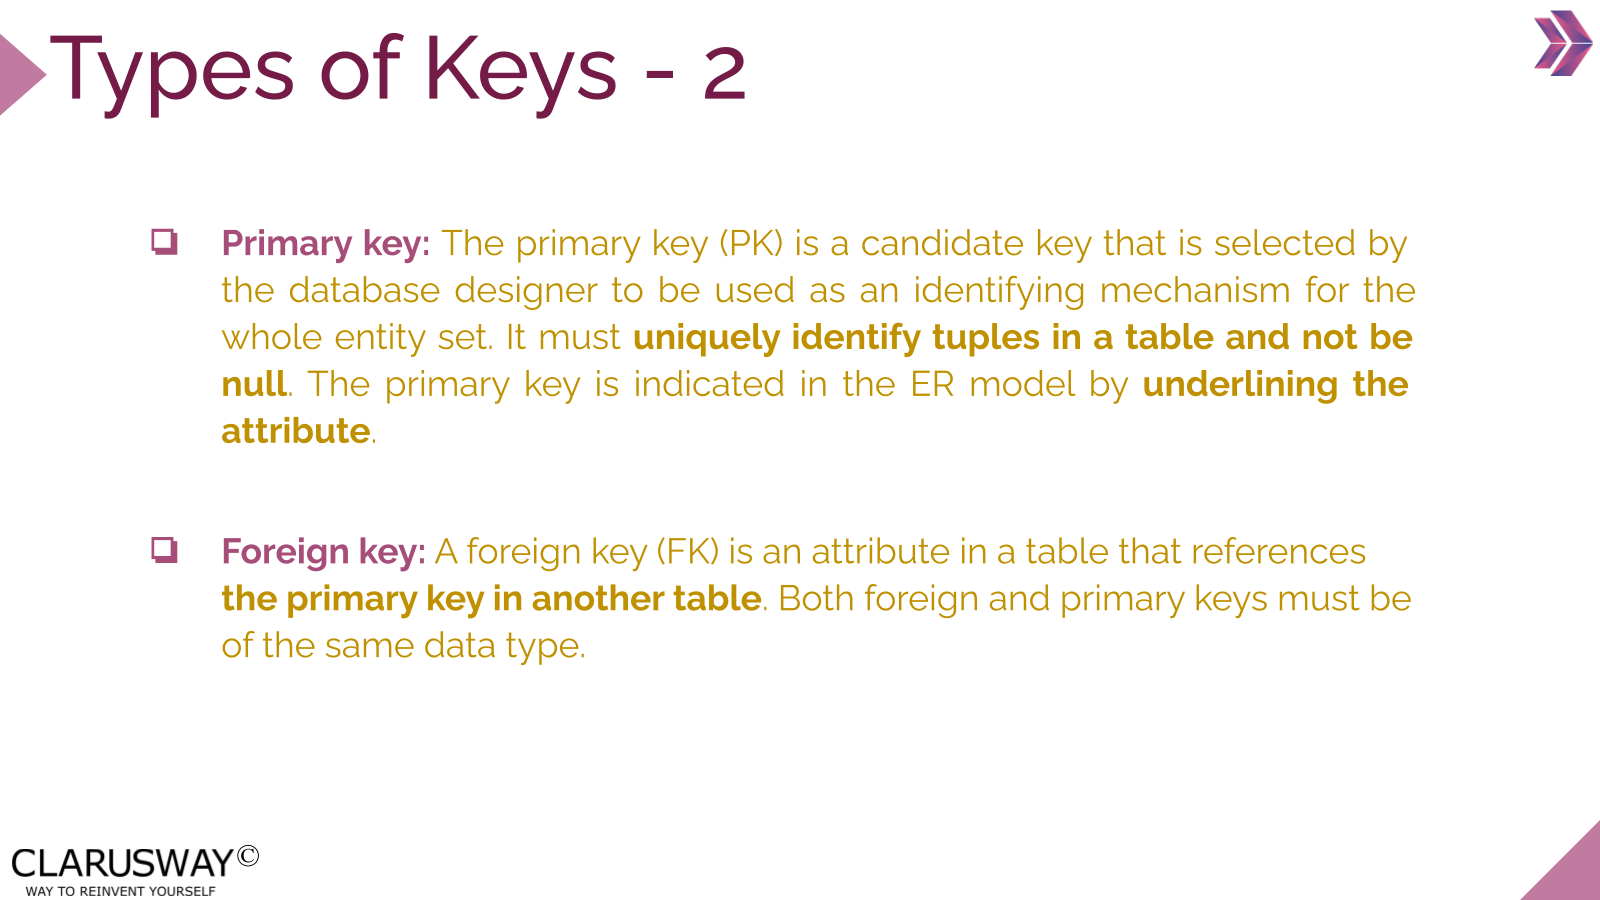 Types of Keys - 2
Primary key: The primary key (PK) is a candidate key that is selected by
the database designer to be used as an identifying mechanism for the
whole entity set. It must uniquely identify tuples in a table and not be
null. The primary key is indicated in the ER model by underlining the
attribute.
Foreign key: A foreign key (FK) is an attribute in a table that references
the primary key in another table. Both foreign and primary keys must be
of the same data type.
CLARUSWAY©
WAY TO REINVENT YOURSELF